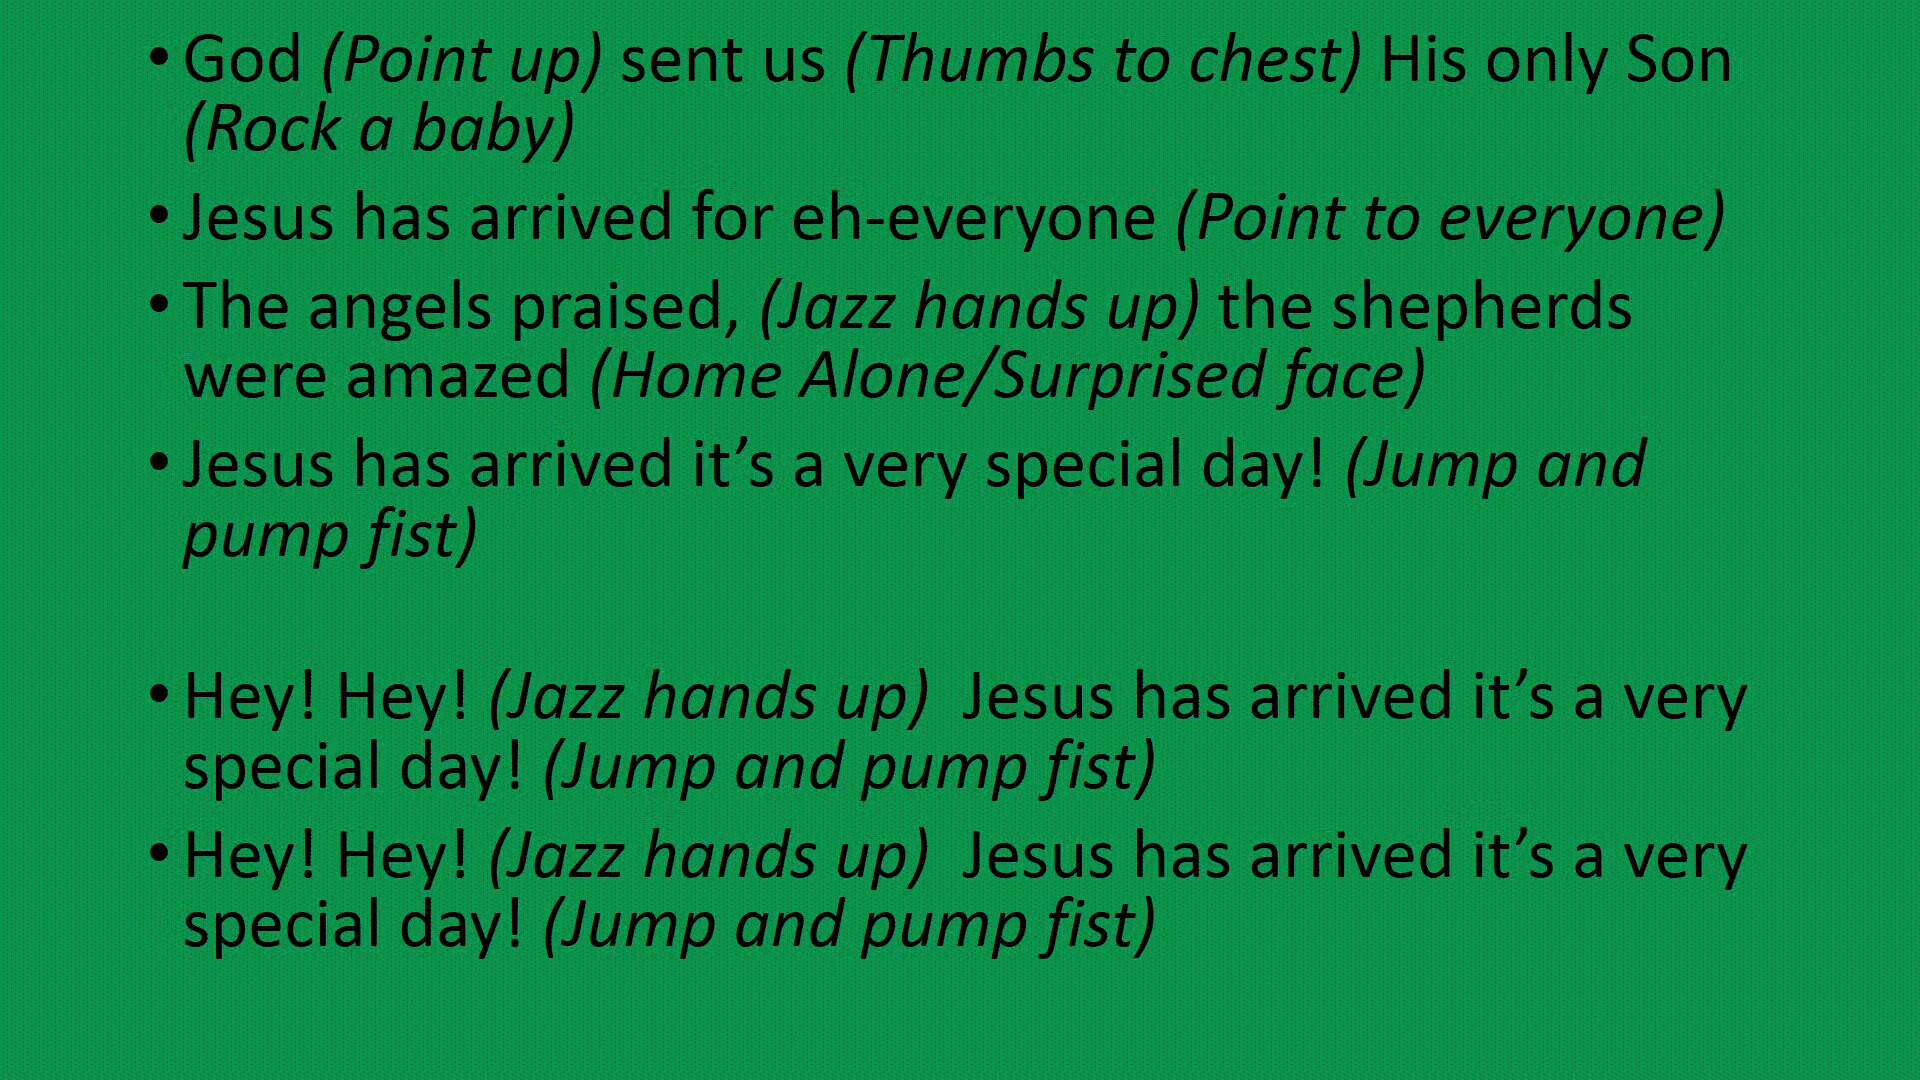 • God (Point up) sent us (Thumbs to chest) His only Son
(Rock a baby)
• Jesus has arrived for eh-everyone (Point to everyone)
• The angels praised, (Jazz hands up) the shepherds
were amazed (Home Alone/Surprised face)
• Jesus has arrived it’s a very special day! (Jump and
pump fist)
• Hey! Hey! (Jazz hands up)  Jesus has arrived it’s a very
special day! (Jump and pump fist)
• Hey! Hey! (Jazz hands up)  Jesus has arrived it’s a very
special day! (Jump and pump fist)